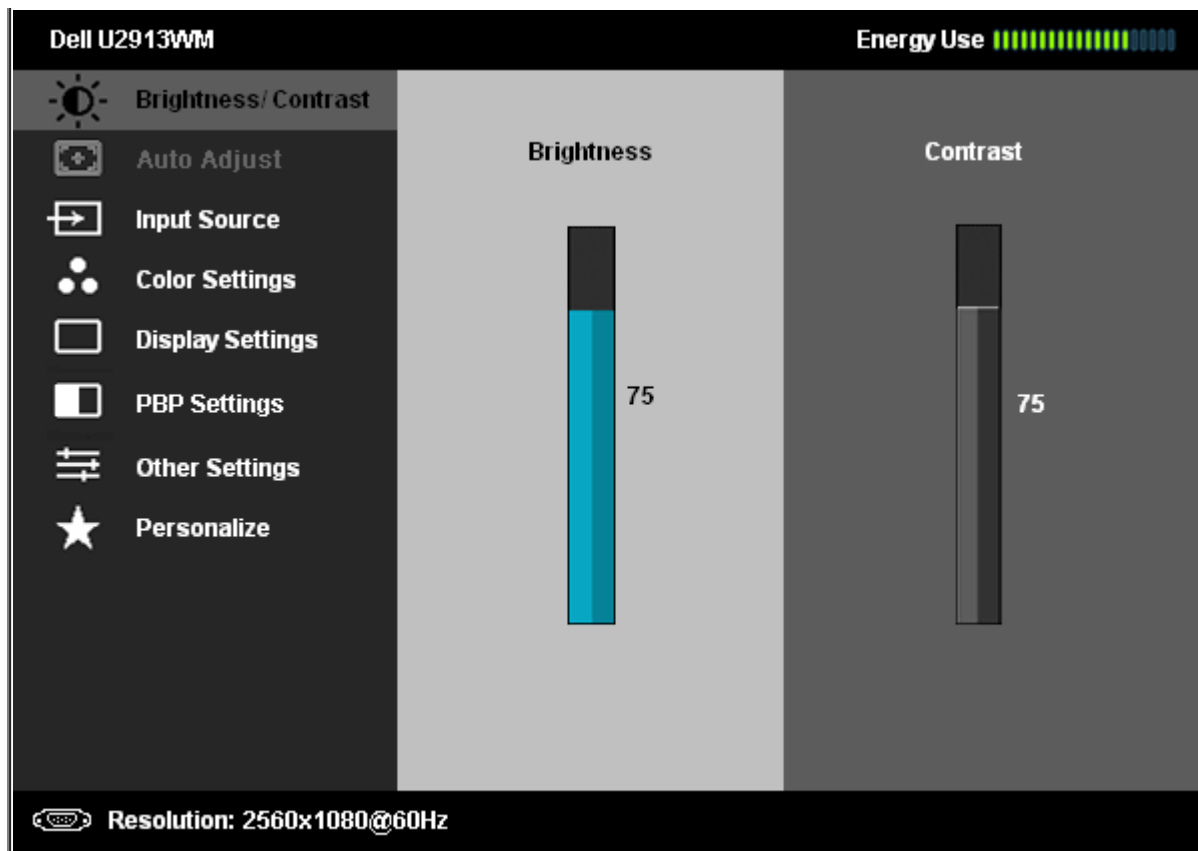 Dell U2913WM
Energy Use
Brightness/Contrast
Auto Adjust
Input Source
Color Settings
Display Settings
PBP Settings
Other Settings
Personalize
Brightness
75
Contrast
75
Resolution: 2560x1080@60Hz